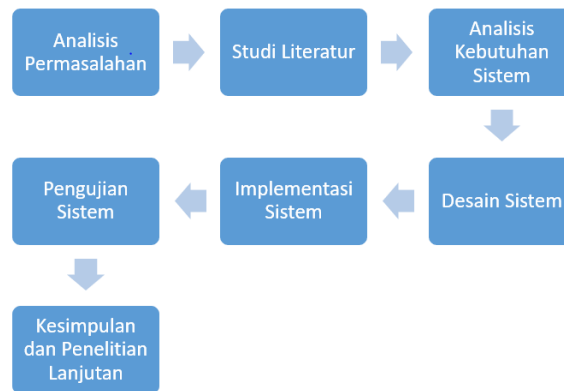 Analisis
Permasalahan
Studi Literatur
Analisis
Kebutuhan
Sistem
Desain Sistem
Implementasi
Sistem
Pengujian
Sistem
Kesimpulan
dan Penelitian
Lanjutan